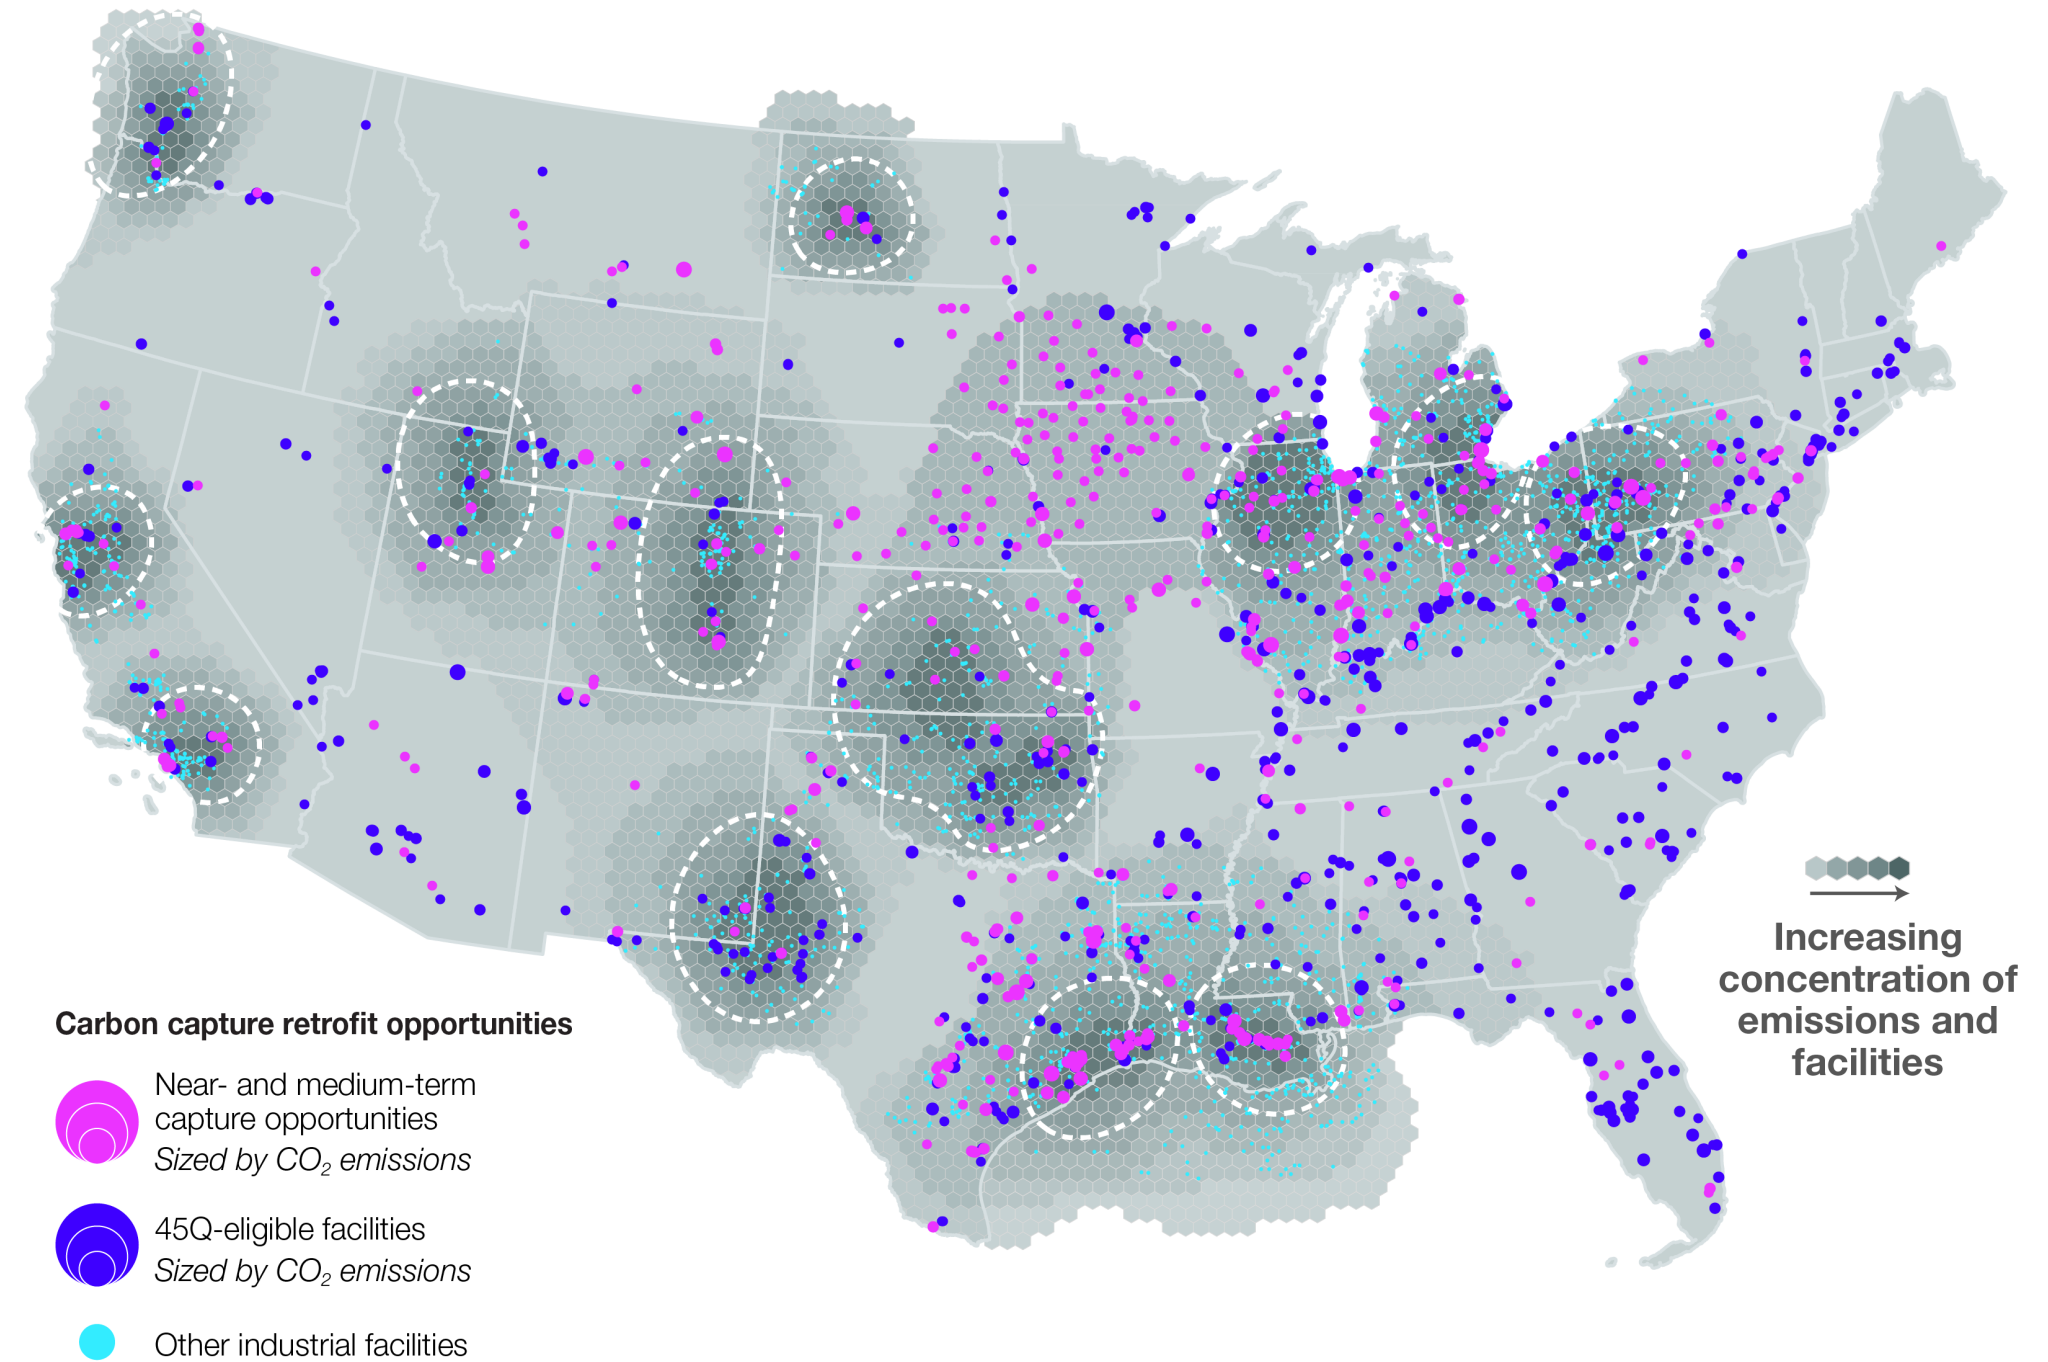 Increasing
concentration of
emissions and
facilities
Carbon capture retrofit opportunities
Near- and medium-term
capture opportunities
Sized by CO₂ emissions
45Q-eligible facilities
Sized by CO₂ emissions
Other industrial facilities